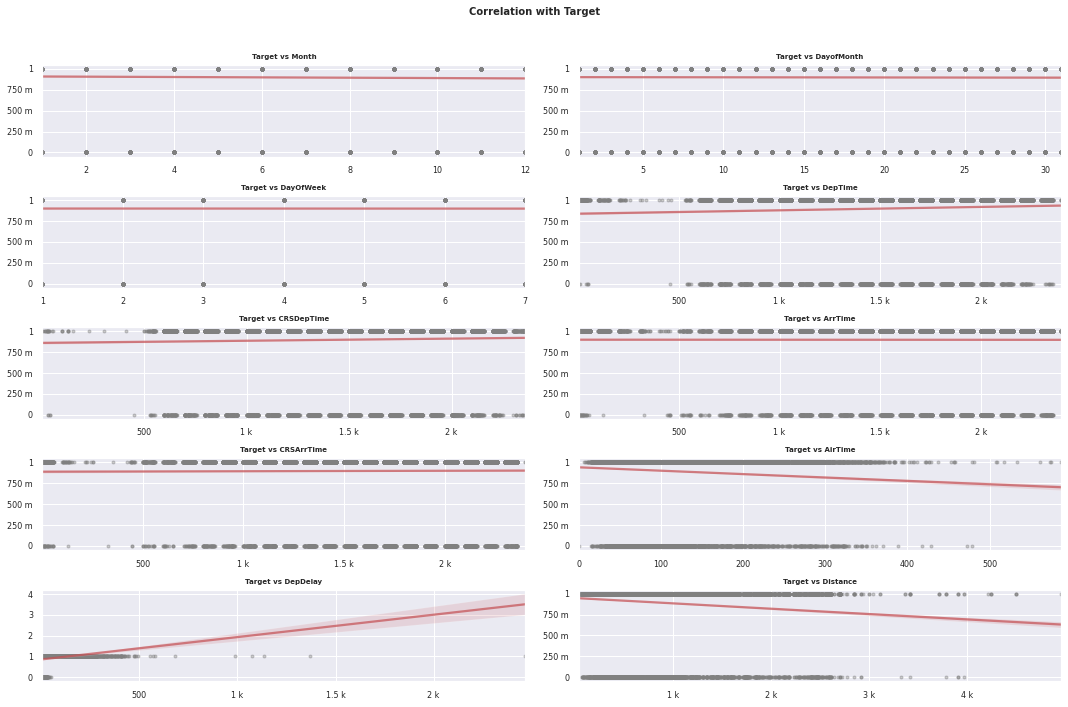 Correlation with Target
Target vs Month
1
750 m
500 m
250 m
0
2 4 6 8 10 12
Target vs DayofMonth
1
750 m
500 m
250 m
0
5 10 15 20 25 30
Target vs DayOfWeek
1
750 m
500 m
250 m
0
1 2 3 4 5 6 7
Target vs DepTime
1
750 m
500 m
250 m
0
500 1 k 1.5 k 2 k
Target vs CRSDepTime
1
750 m
500 m
250 m
0
500 1 k 1.5 k 2 k
Target vs ArrTime
1
750 m
500 m
250 m
0
500 1 k 1.5 k 2 k
Target vs CRSArrTime
1
750 m
500 m
250 m
0
500 1 k 1.5 k 2 k
Target vs AirTime
1
750 m
500 m
250 m
0
0 100 200 300 400 500
Target vs DepDelay
4
3
2
1
0
500 1 k 1.5 k 2 k
Target vs Distance
1
750 m
500 m
250 m
0
1 k 2 k 3 k 4 k